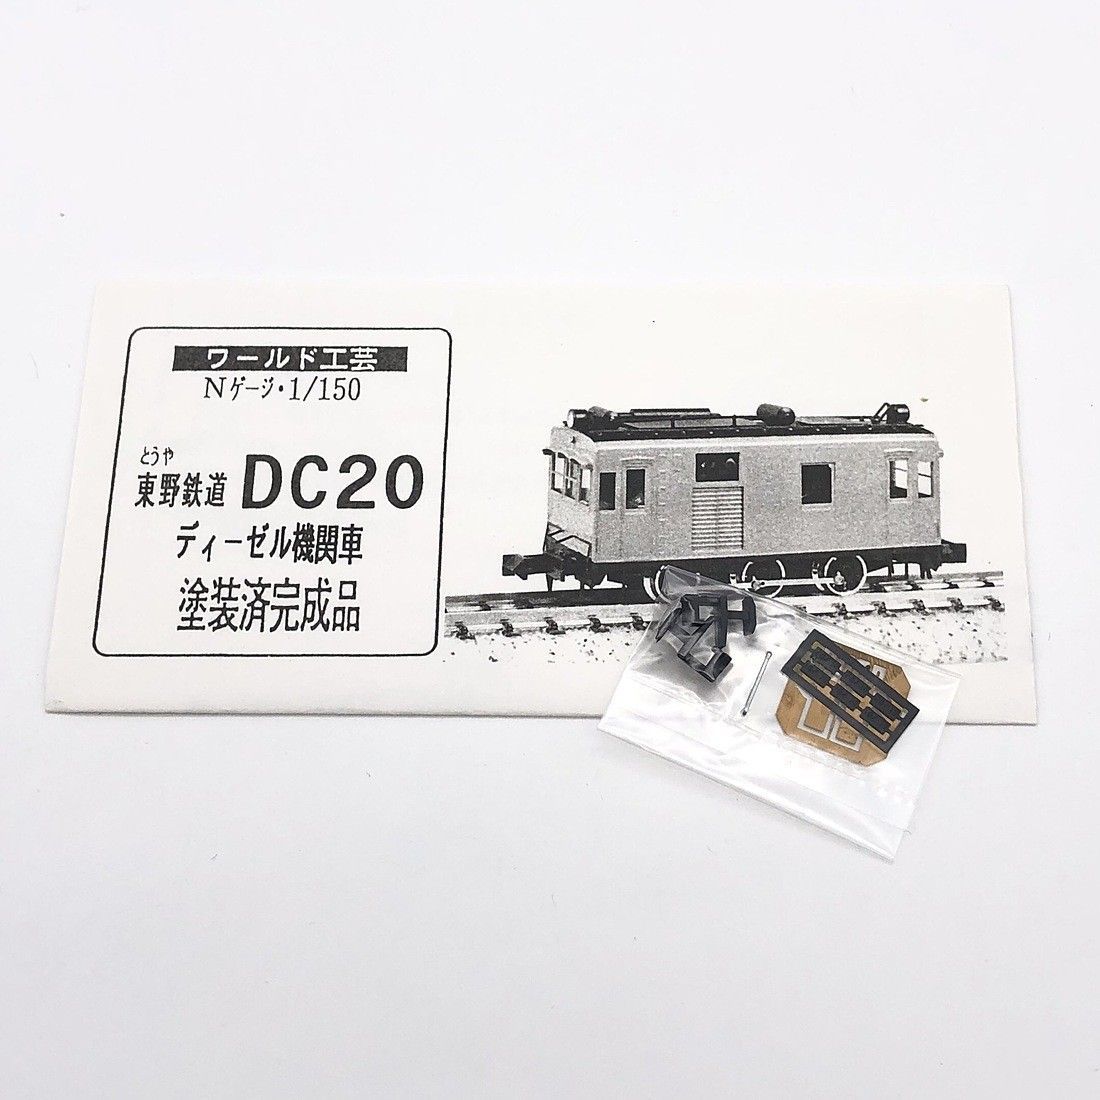 ワールド工芸
Nゲージ・1/150
とうや
東野鉄道 DC20
ディーゼル機関車
塗装済完成品